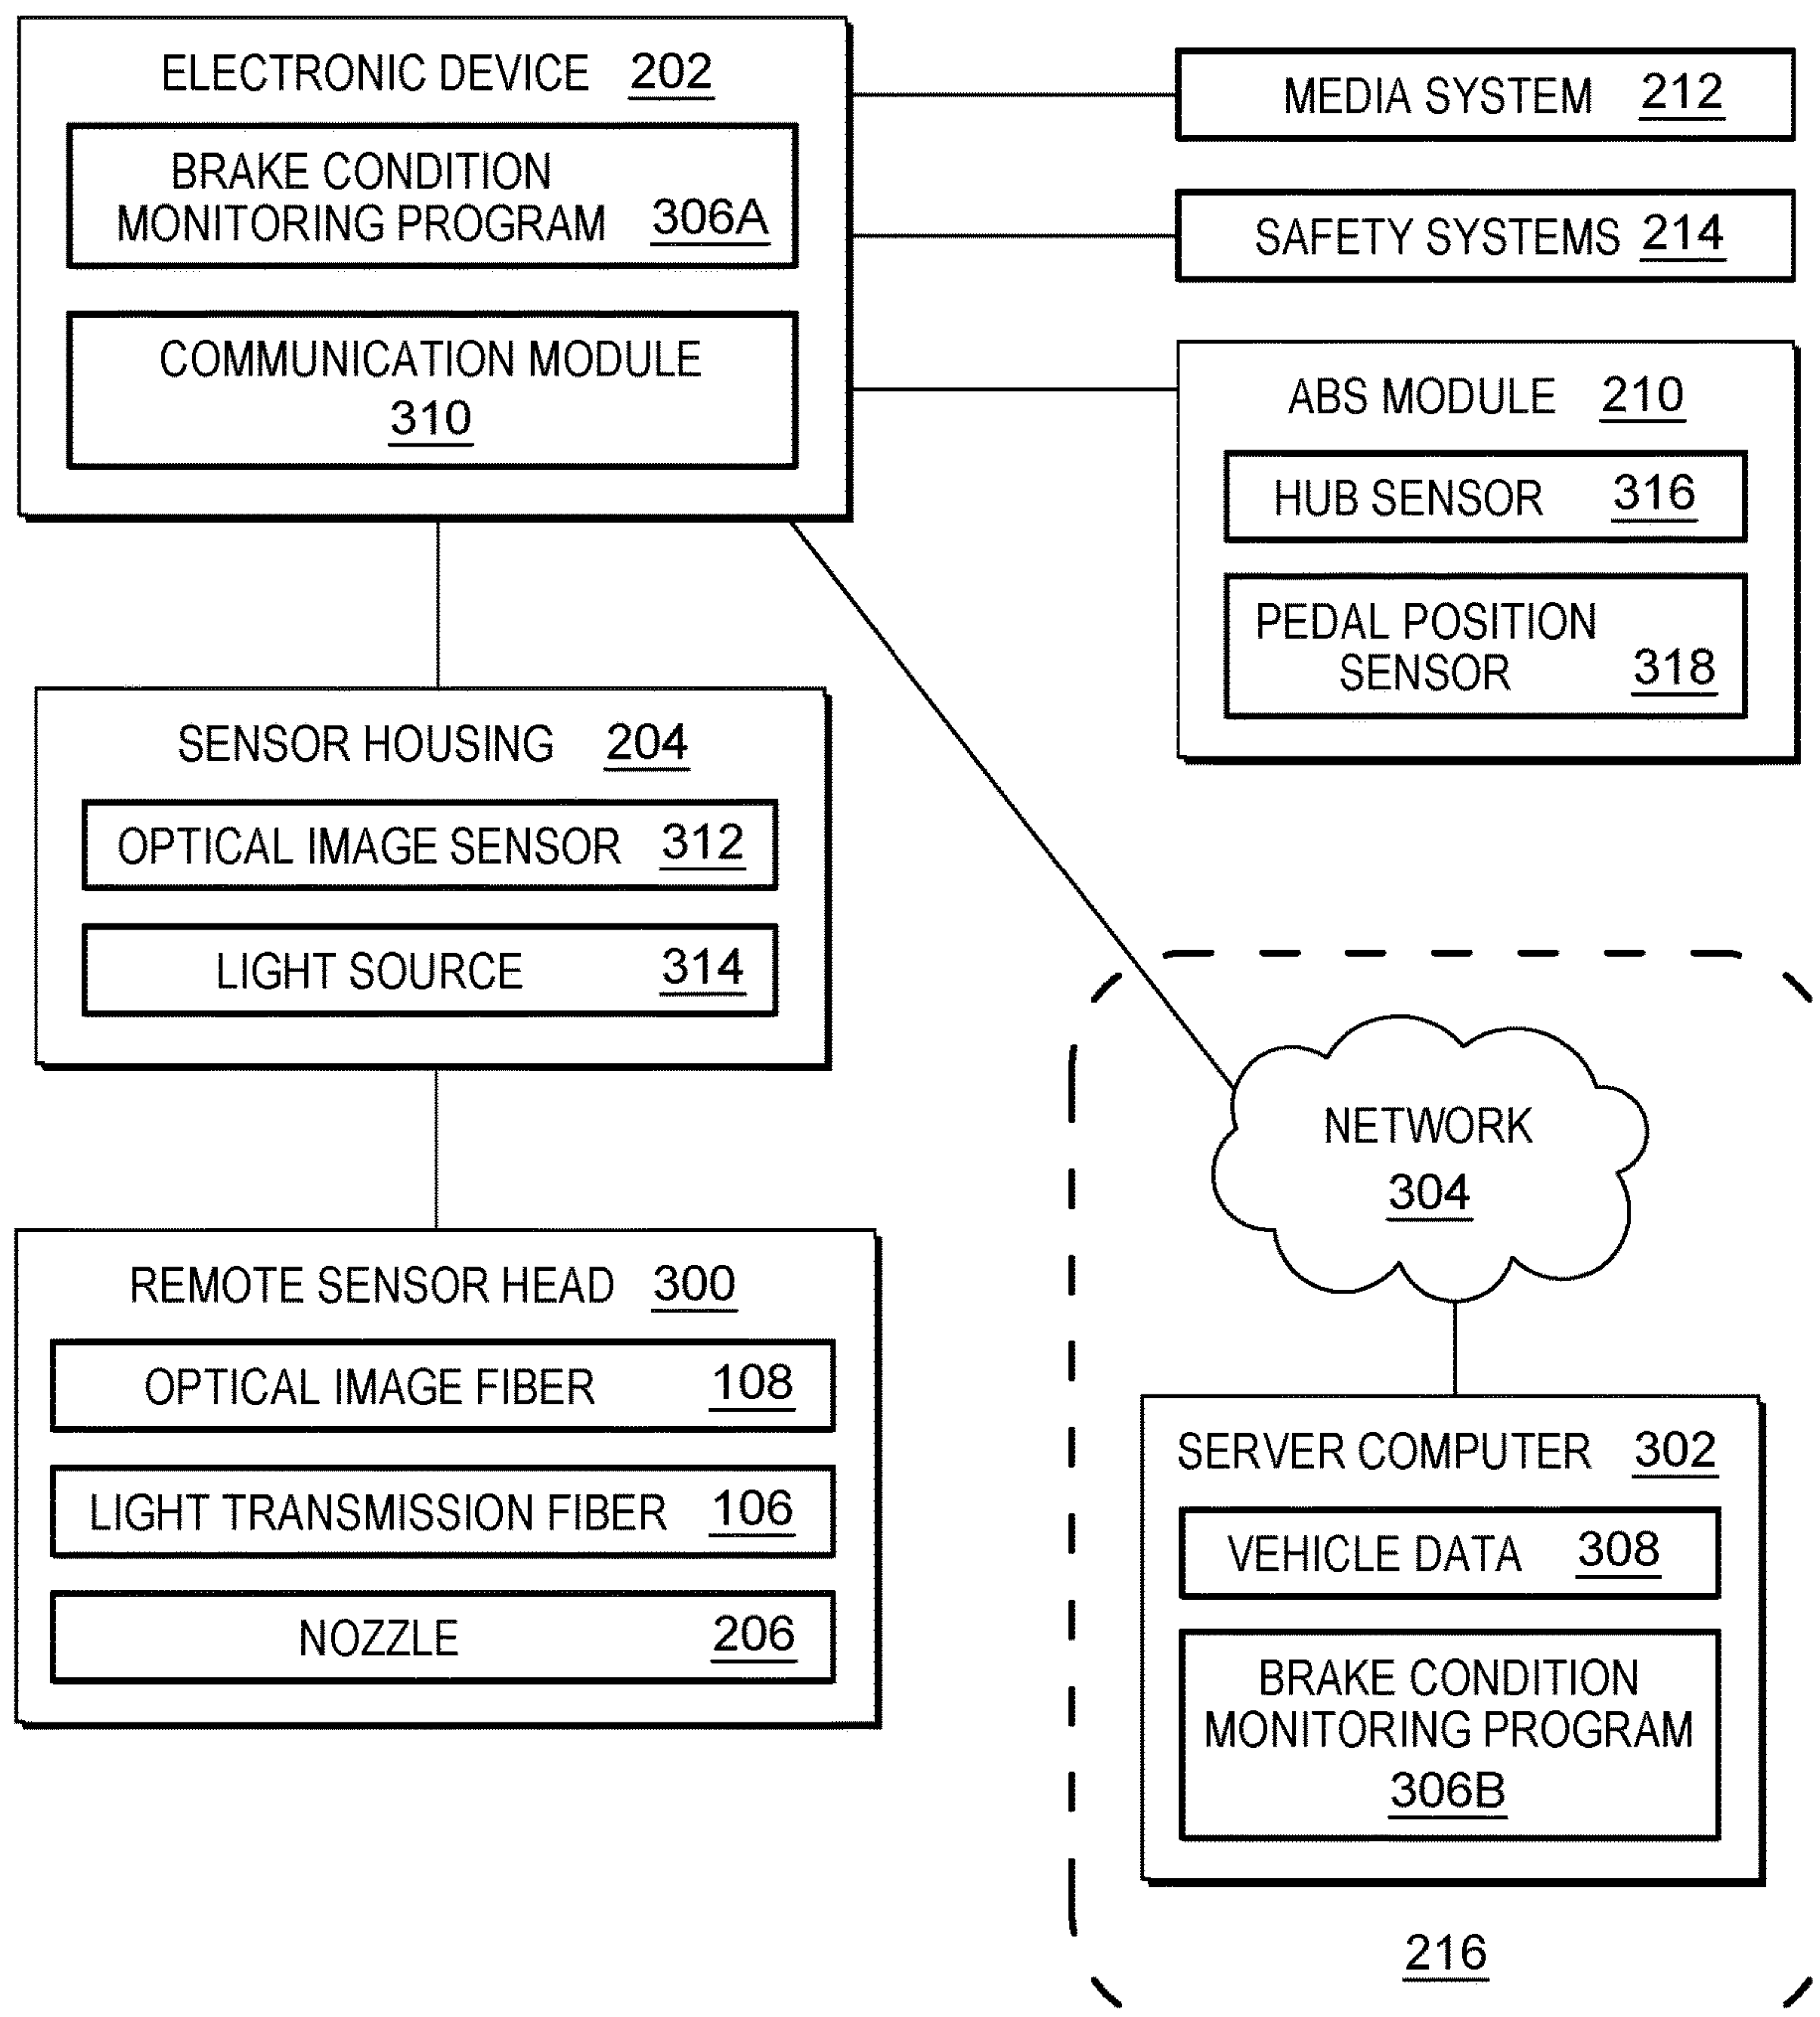 ELECTRONIC DEVICE 202
BRAKE CONDITION
MONITORING PROGRAM 306A
COMMUNICATION MODULE
310
MEDIA SYSTEM 212
SAFETY SYSTEMS 214
ABS MODULE 210
HUB SENSOR 316
PEDAL POSITION
SENSOR 318
SENSOR HOUSING 204
OPTICAL IMAGE SENSOR 312
LIGHT SOURCE 314
REMOTE SENSOR HEAD 300
OPTICAL IMAGE FIBER 108
LIGHT TRANSMISSION FIBER 106
NOZZLE 206
NETWORK
304
SERVER COMPUTER 302
VEHICLE DATA 308
BRAKE CONDITION
MONITORING PROGRAM
306B
216